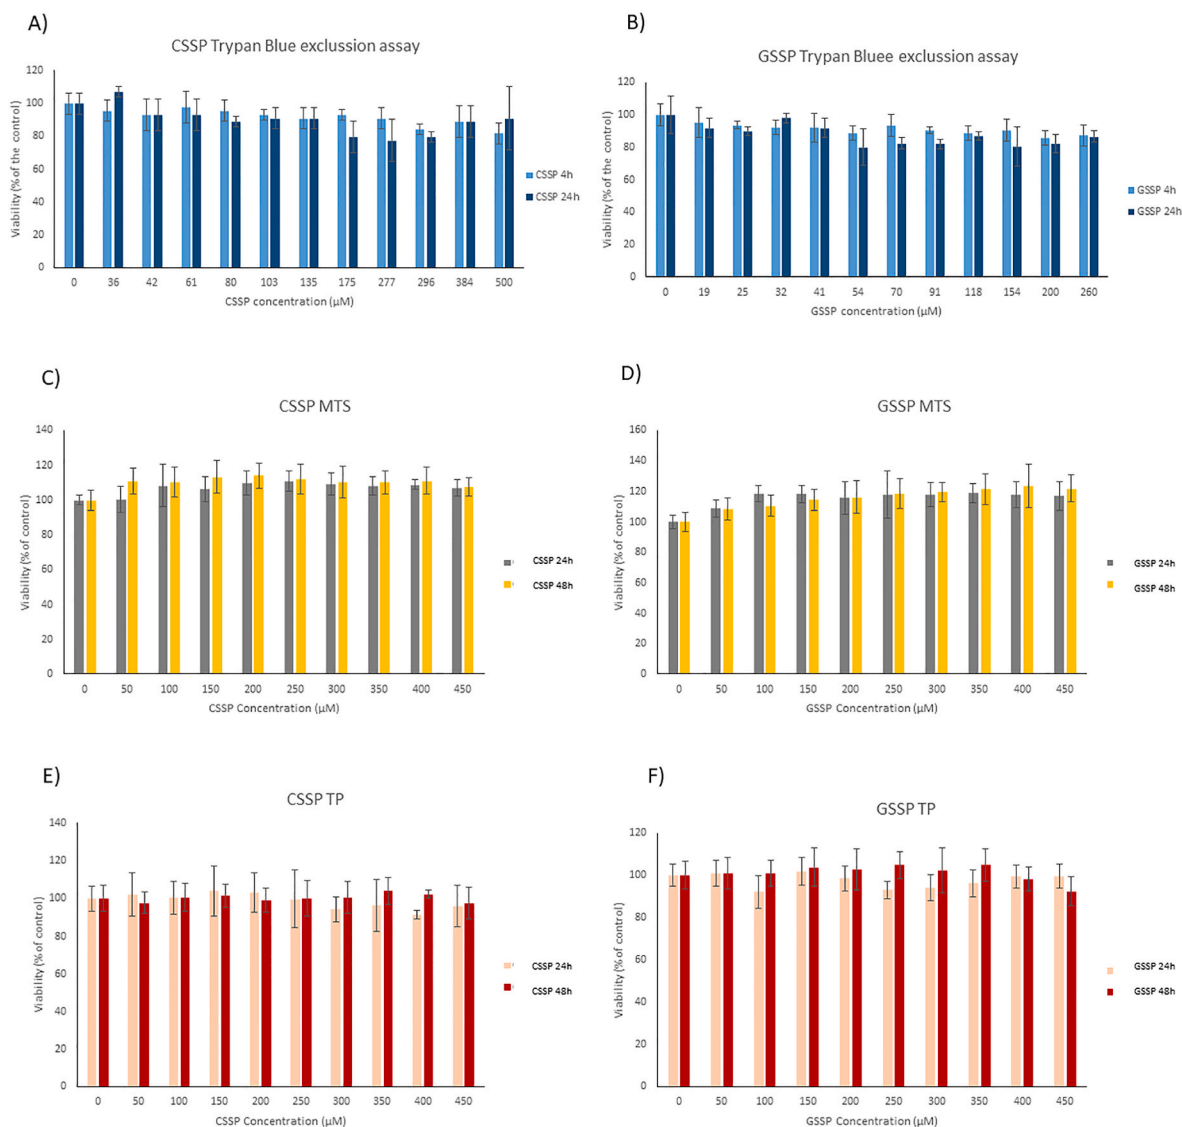 A)
CSSP Trypan Blue exclussion assay
120
100
80
60
40
20
0
Viability (% of the control)
0 36 42 61 80 103 135 175 277 296 384 500
CSSP concentration (µM)
CSSP 4h
CSSP 24h
B)
GSSP Trypan Bluee exclussion assay
120
100
80
60
40
20
0
Viability (% of the control)
0 19 25 32 41 54 70 91 118 154 200 260
GSSP concentration (µM)
GSSP 4h
GSSP 24h
C)
CSSP MTS
140
120
100
80
60
40
20
0
Viability (% of control)
0 50 100 150 200 250 300 350 400 450
CSSP Concentration (µM)
CSSP 24h
CSSP 48h
D)
GSSP MTS
160
140
120
100
80
60
40
20
0
Viability (% of control)
0 50 100 150 200 250 300 350 400 450
GSSP Concentration (µM)
GSSP 24h
GSSP 48h
E)
CSSP TP
140
120
100
80
60
40
20
0
Viability (% of control)
0 50 100 150 200 250 300 350 400 450
CSSP Concentration (µM)
CSSP 24h
CSSP 48h
F)
GSSP TP
120
100
80
60
40
20
0
Viability (% of control)
0 50 100 150 200 250 300 350 400 450
GSSP Concentration (µM)
GSSP 24h
GSSP 48h